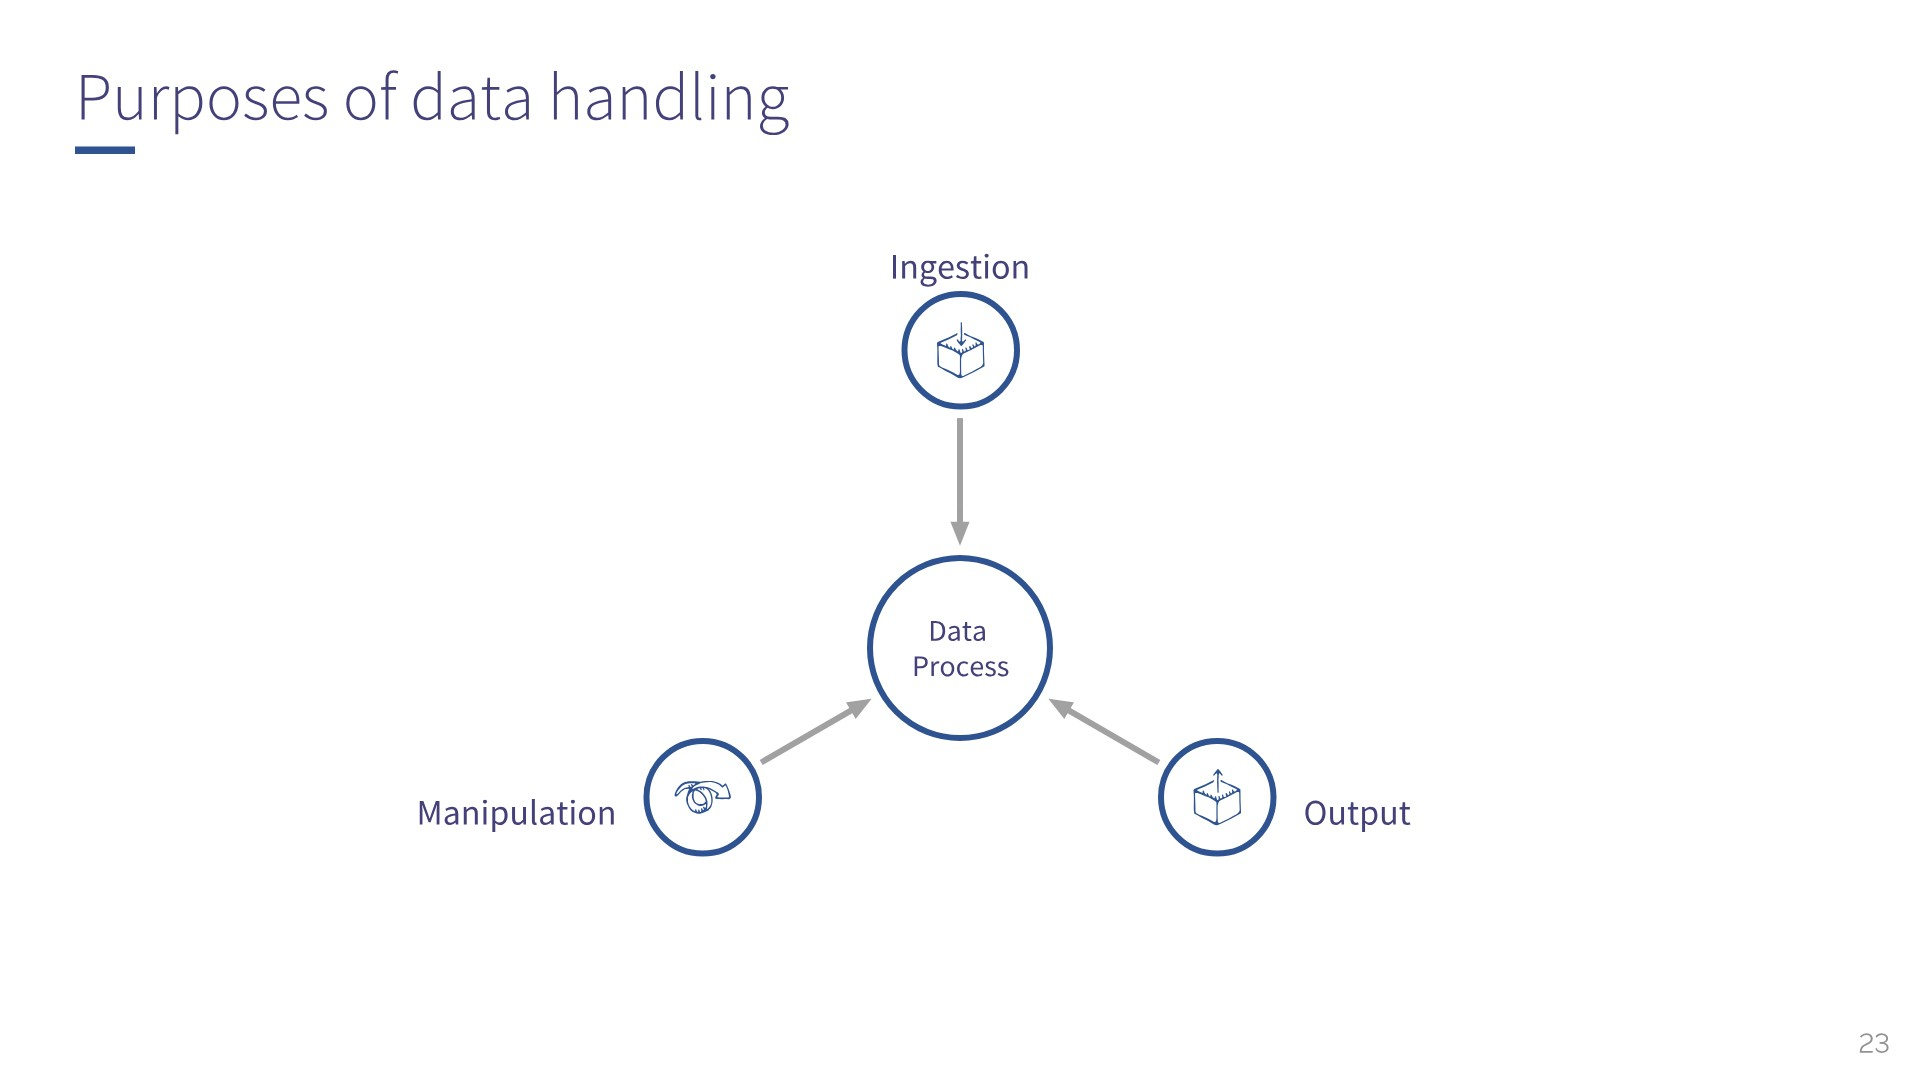 Purposes of data handling
Ingestion
Data
Process
Manipulation
Output
23